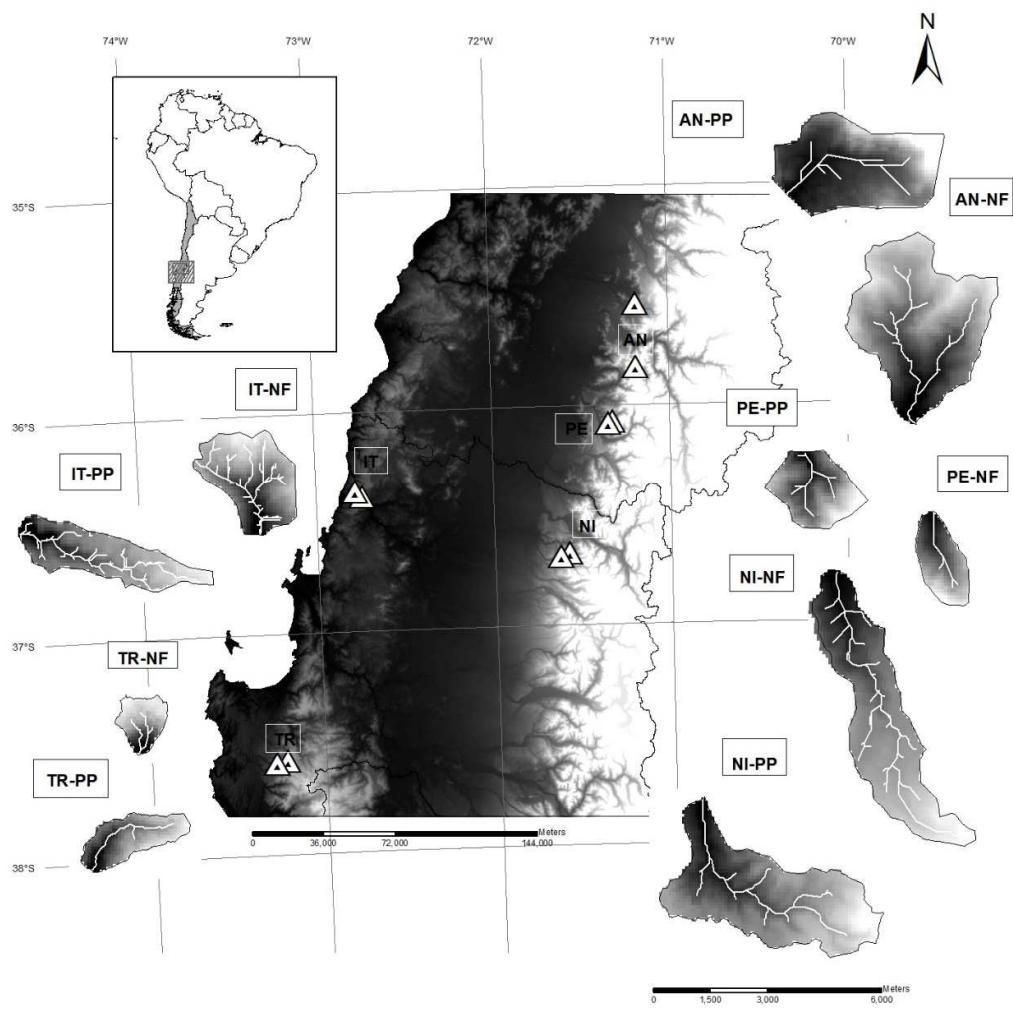 N
74°W 73°W 72°W 71°W 70°W
AN-PP
AN-NF
35°S
AN
IT-NF
PE-PP
PE
36°S
IT-PP
IT
PE-NF
NI
NI-NF
37°S
TR-NF
TR
NI-PP
TR-PP
Meters
0 36,000 72,000 144,000
38°S
Meters
0 1,500 3,000 6,000